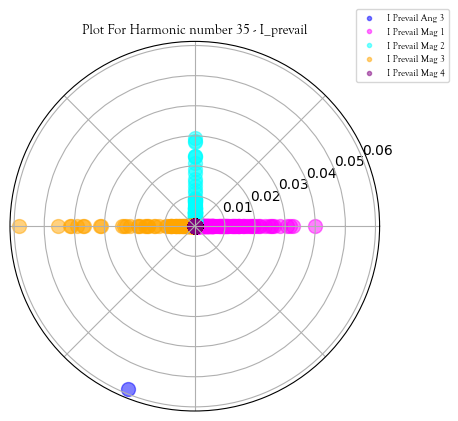 Plot For Harmonic number 35 - I_prevail
I Prevail Ang 3
I Prevail Mag 1
I Prevail Mag 2
I Prevail Mag 3
I Prevail Mag 4
0.06
0.05
0.04
0.03
0.02
0.01